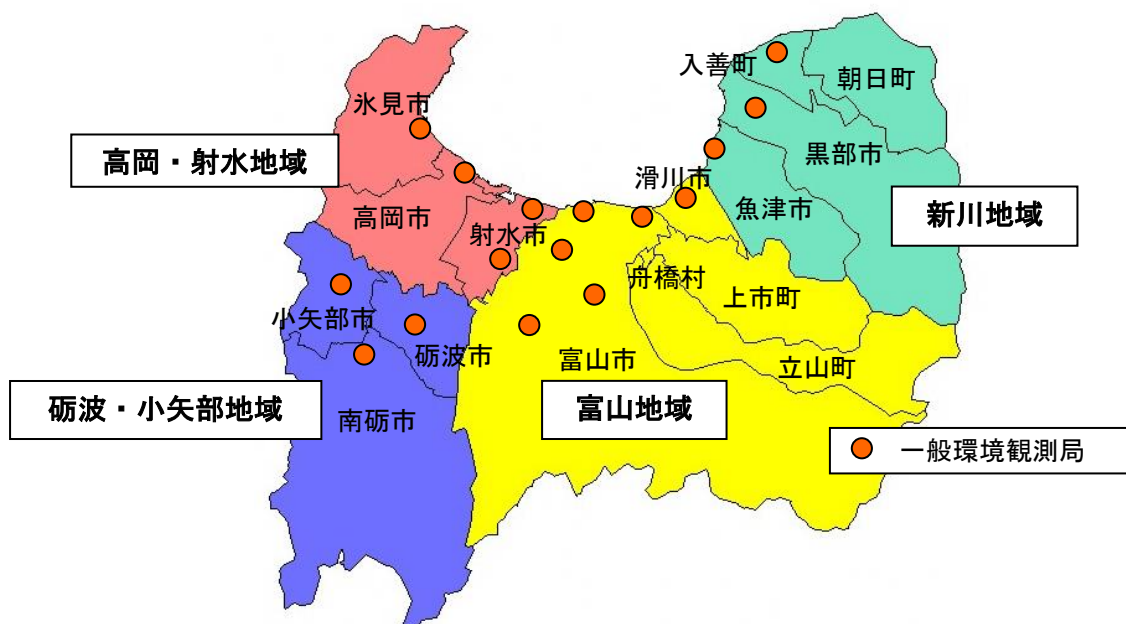 入善町
朝日町
氷見市
高岡・射水地域
黒部市
滑川市
高岡市
魚津市
新川地域
射水市
舟橋村
上市町
小矢部市
砺波市
富山市
立山町
砺波・小矢部地域
南砺市
富山地域
一般環境観測局